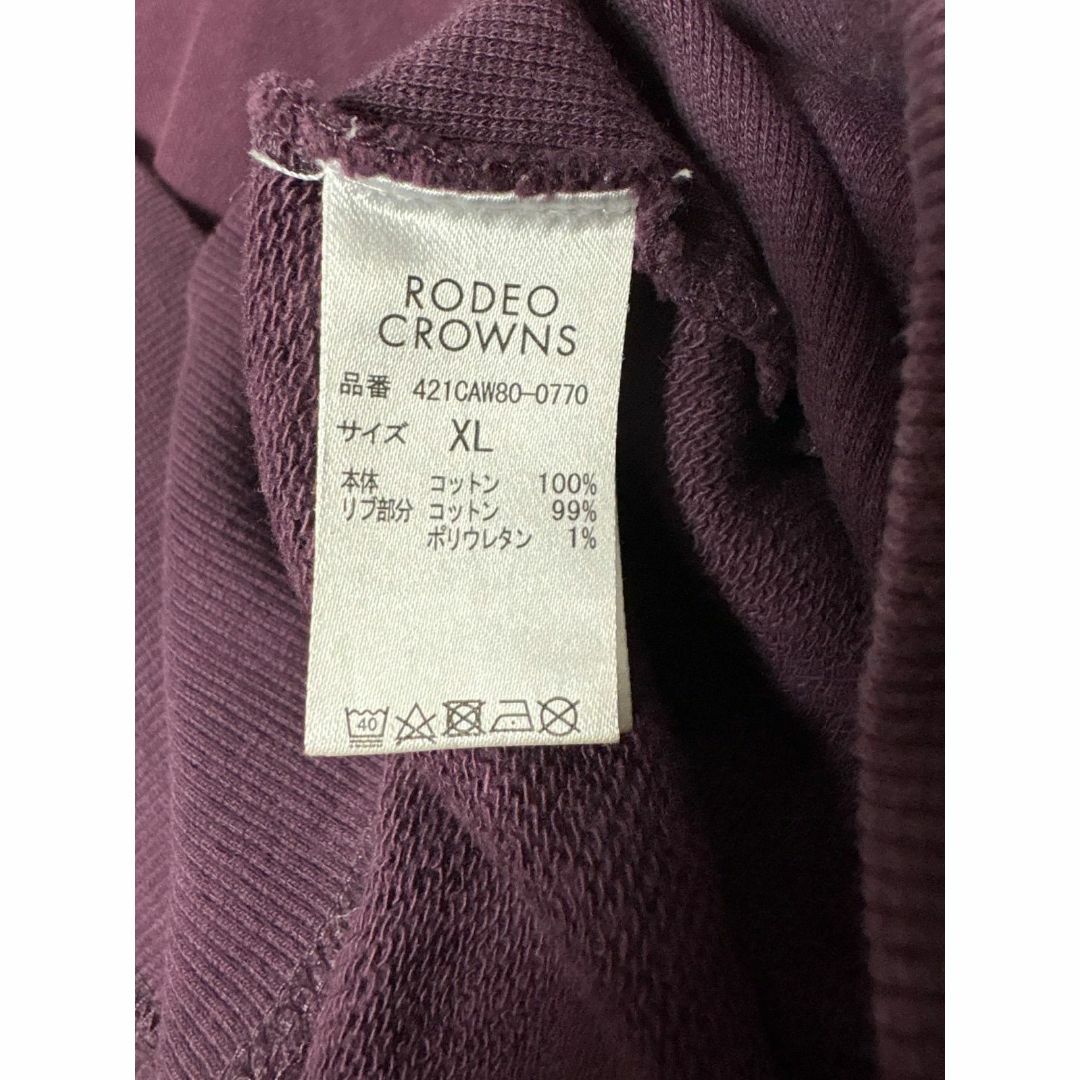 RODEO
CROWNS
品番 421CAW80-0770
サイズ XL
本体 コットン 100%
リブ部分 コットン 99%
ポリウレタン 1%
40